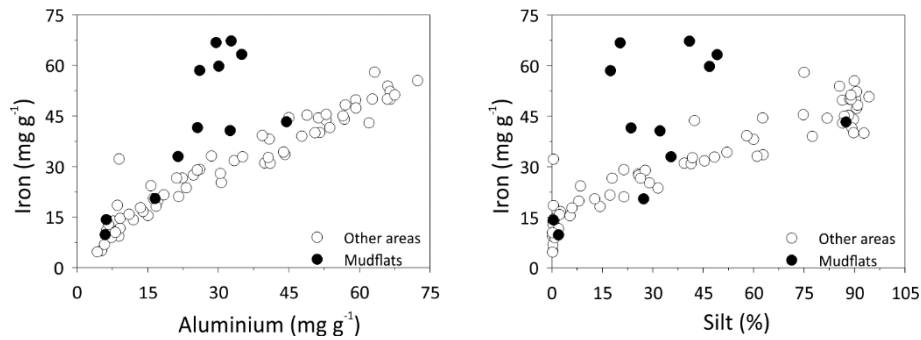 75
60
45
30
15
0
Iron (mg g⁻¹)
Other areas
Mudflats
0 15 30 45 60 75
Aluminium (mg g⁻¹)
75
60
45
30
15
0
Iron (mg g⁻¹)
Other areas
Mudflats
0 15 30 45 60 75 90 105
Silt (%)